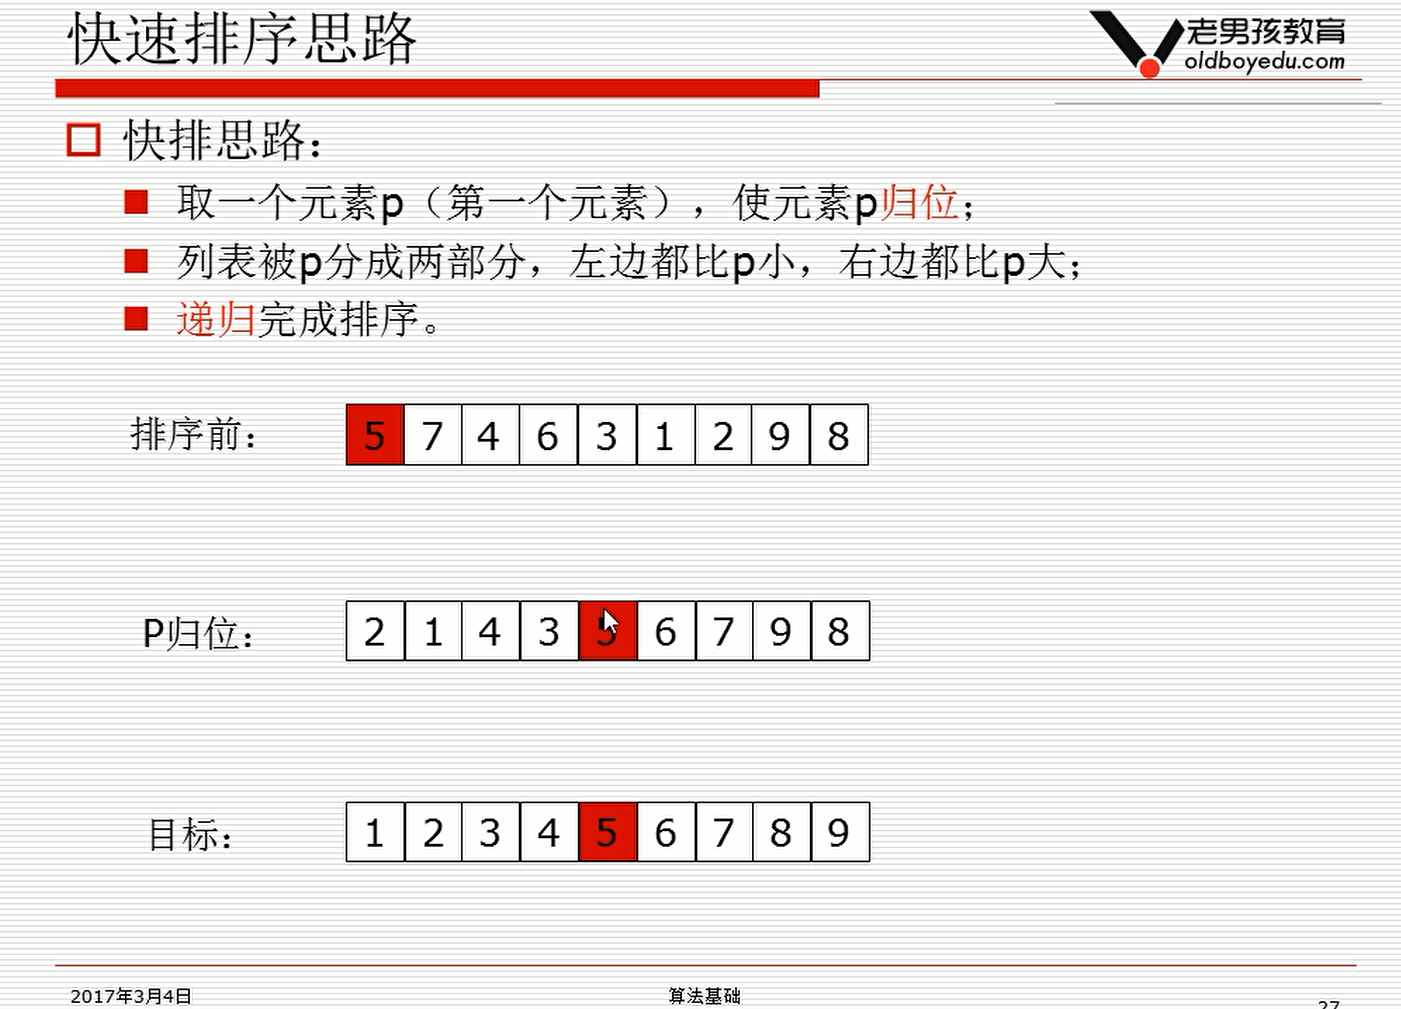 快速排序思路
老男孩教育
oldboyedu.com
快排思路：
取一个元素p（第一个元素），使元素p归位；
列表被p分成两部分，左边都比p小，右边都比p大；
递归完成排序。
排序前： 5 7 4 6 3 1 2 9 8
P归位： 2 1 4 3 5 6 7 9 8
目标： 1 2 3 4 5 6 7 8 9
2017年3月4日 算法基础 27